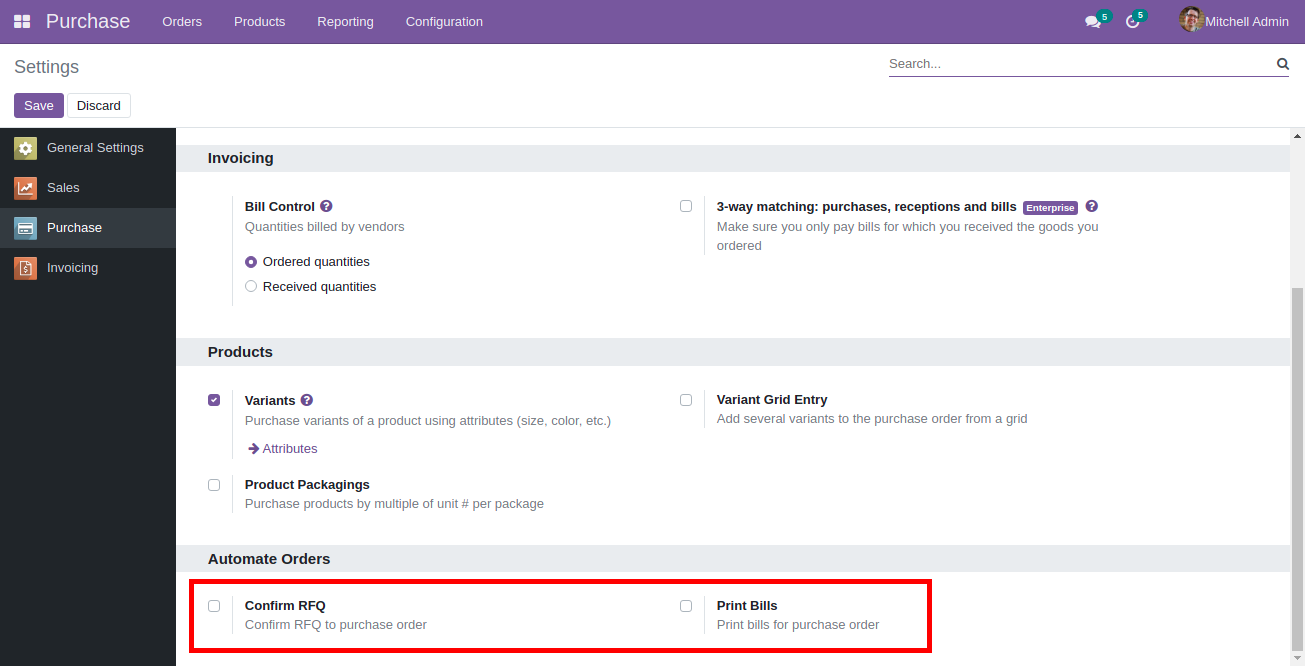 Purchase Orders Products Reporting Configuration 5 5 Mitchell Admin
Settings
Search...
Save Discard
General Settings
Sales
Purchase
Invoicing
Invoicing
Bill Control ?
Quantities billed by vendors
Ordered quantities
Received quantities
3-way matching: purchases, receptions and bills Enterprise ?
Make sure you only pay bills for which you received the goods you
ordered
Products
Variants ?
Purchase variants of a product using attributes (size, color, etc.)
Attributes
Variant Grid Entry
Add several variants to the purchase order from a grid
Product Packagings
Purchase products by multiple of unit # per package
Automate Orders
Confirm RFQ
Confirm RFQ to purchase order
Print Bills
Print bills for purchase order